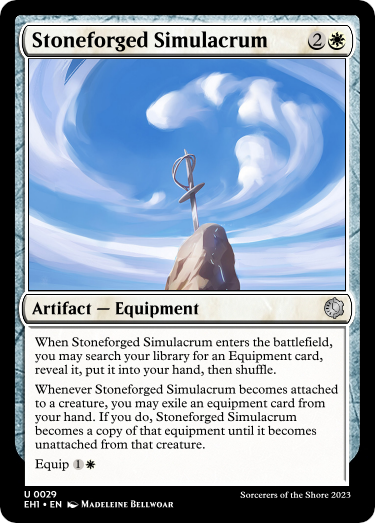 Stoneforged Simulacrum 2
Artifact — Equipment
When Stoneforged Simulacrum enters the battlefield,
you may search your library for an Equipment card,
reveal it, put it into your hand, then shuffle.
Whenever Stoneforged Simulacrum becomes attached
to a creature, you may exile an equipment card from
your hand. If you do, Stoneforged Simulacrum
becomes a copy of that equipment until it becomes
unattached from that creature.
Equip 1
U 0029
EH1 • EN Madeleine Bellwoar
Sorcerers of the Shore 2023